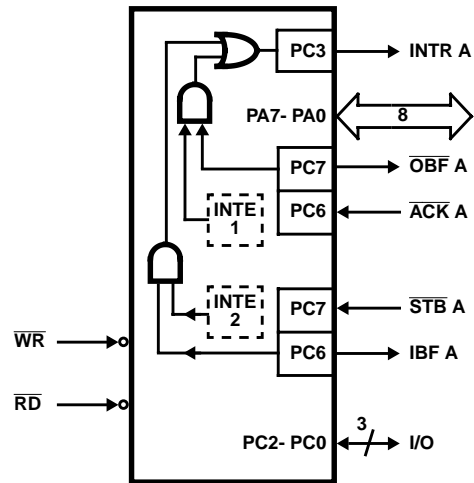 PC3 INTR A
8
PA7- PA0
PC7 OBF A
INTE 1
PC6 ACK A
INTE 2
PC7 STB A
WR
PC6 IBF A
RD
3
PC2- PC0 I/O